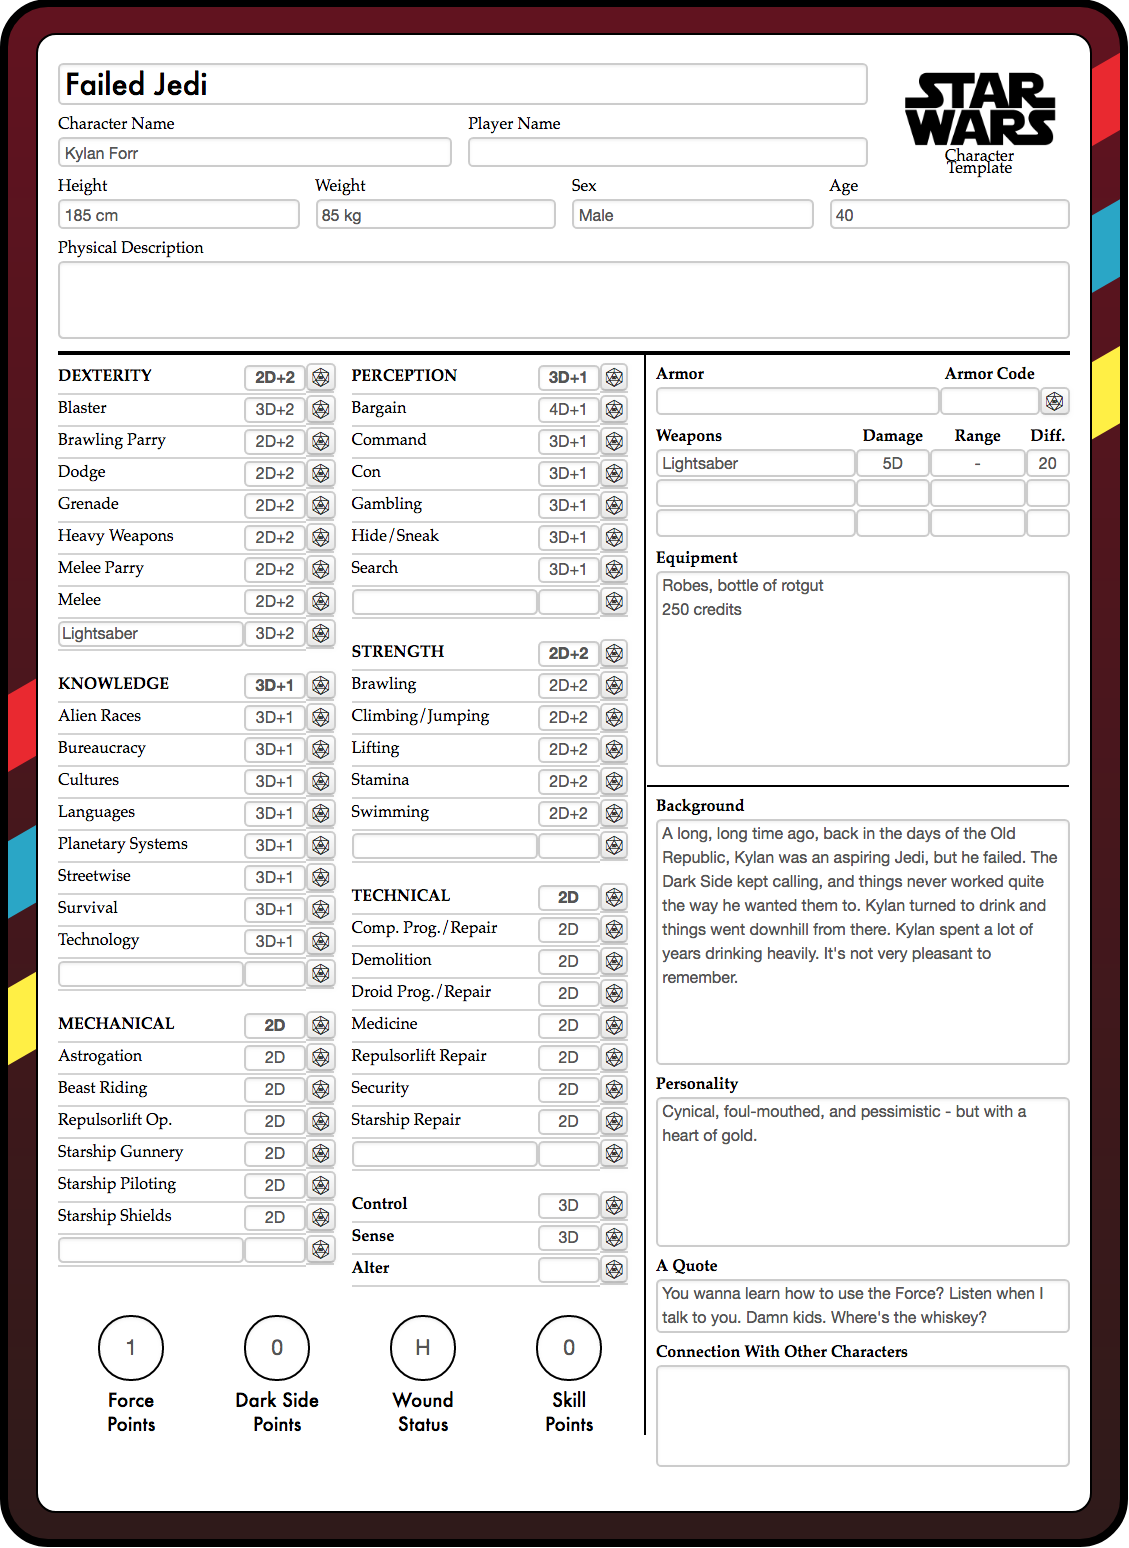 Failed Jedi
STAR
WARS
Character
Template
Character Name
Player Name
Kylan Forr
Height
Weight
Sex
Age
185 cm
85 kg
Male
40
Physical Description
DEXTERITY 2D+2
Blaster 3D+2
Brawling Parry 2D+2
Dodge 2D+2
Grenade 2D+2
Heavy Weapons 2D+2
Melee Parry 2D+2
Melee 2D+2
Lightsaber 3D+2
KNOWLEDGE 3D+1
Alien Races 3D+1
Bureaucracy 3D+1
Cultures 3D+1
Languages 3D+1
Planetary Systems 3D+1
Streetwise 3D+1
Survival 3D+1
Technology 3D+1
MECHANICAL 2D
Astrogation 2D
Beast Riding 2D
Repulsorlift Op. 2D
Starship Gunnery 2D
Starship Piloting 2D
Starship Shields 2D
PERCEPTION 3D+1
Bargain 4D+1
Command 3D+1
Con 3D+1
Gambling 3D+1
Hide/Sneak 3D+1
Search 3D+1
STRENGTH 2D+2
Brawling 2D+2
Climbing/Jumping 2D+2
Lifting 2D+2
Stamina 2D+2
Swimming 2D+2
TECHNICAL 2D
Comp. Prog./Repair 2D
Demolition 2D
Droid Prog./Repair 2D
Medicine 2D
Repulsorlift Repair 2D
Security 2D
Starship Repair 2D
Control 3D
Sense 3D
Alter
1
Force
Points
0
Dark Side
Points
H
Wound
Status
0
Skill
Points
Armor Armor Code
Weapons Damage Range Diff.
Lightsaber 5D - 20
Equipment
Robes, bottle of rotgut
250 credits
Background
A long, long time ago, back in the days of the Old
Republic, Kylan was an aspiring Jedi, but he failed. The
Dark Side kept calling, and things never worked quite
the way he wanted them to. Kylan turned to drink and
things went downhill from there. Kylan spent a lot of
years drinking heavily. It's not very pleasant to
remember.
Personality
Cynical, foul-mouthed, and pessimistic - but with a
heart of gold.
A Quote
You wanna learn how to use the Force? Listen when I
talk to you. Damn kids. Where's the whiskey?
Connection With Other Characters